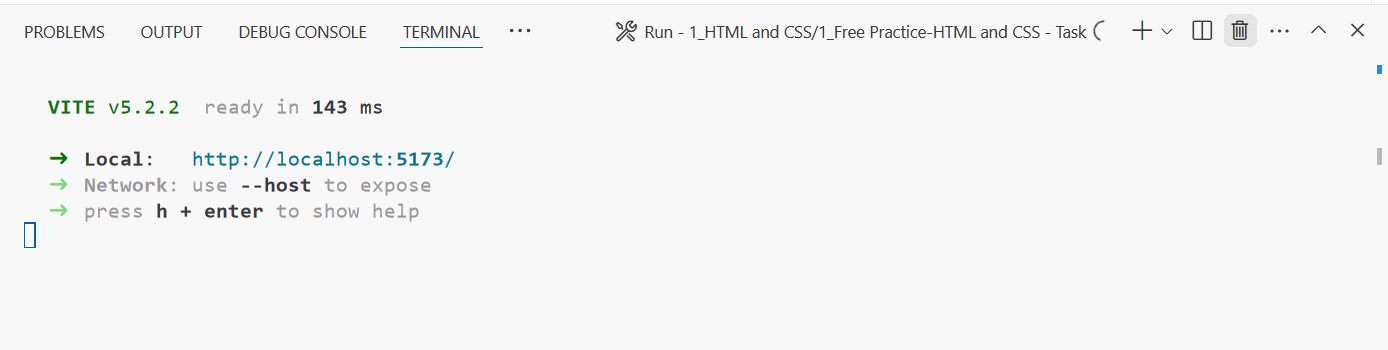 PROBLEMS OUTPUT DEBUG CONSOLE TERMINAL ··· Run - 1_HTML and CSS/1_Free Practice-HTML and CSS - Task
VITE v5.2.2 ready in 143 ms
➜ Local: http://localhost:5173/
➜ Network: use --host to expose
➜ press h + enter to show help